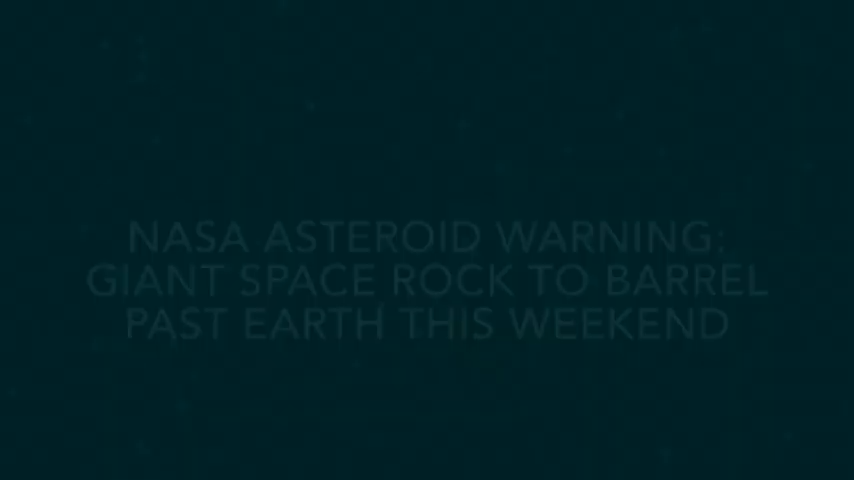 NASA ASTEROID WARNING:
GIANT SPACE ROCK TO BARREL
PAST EARTH THIS WEEKEND